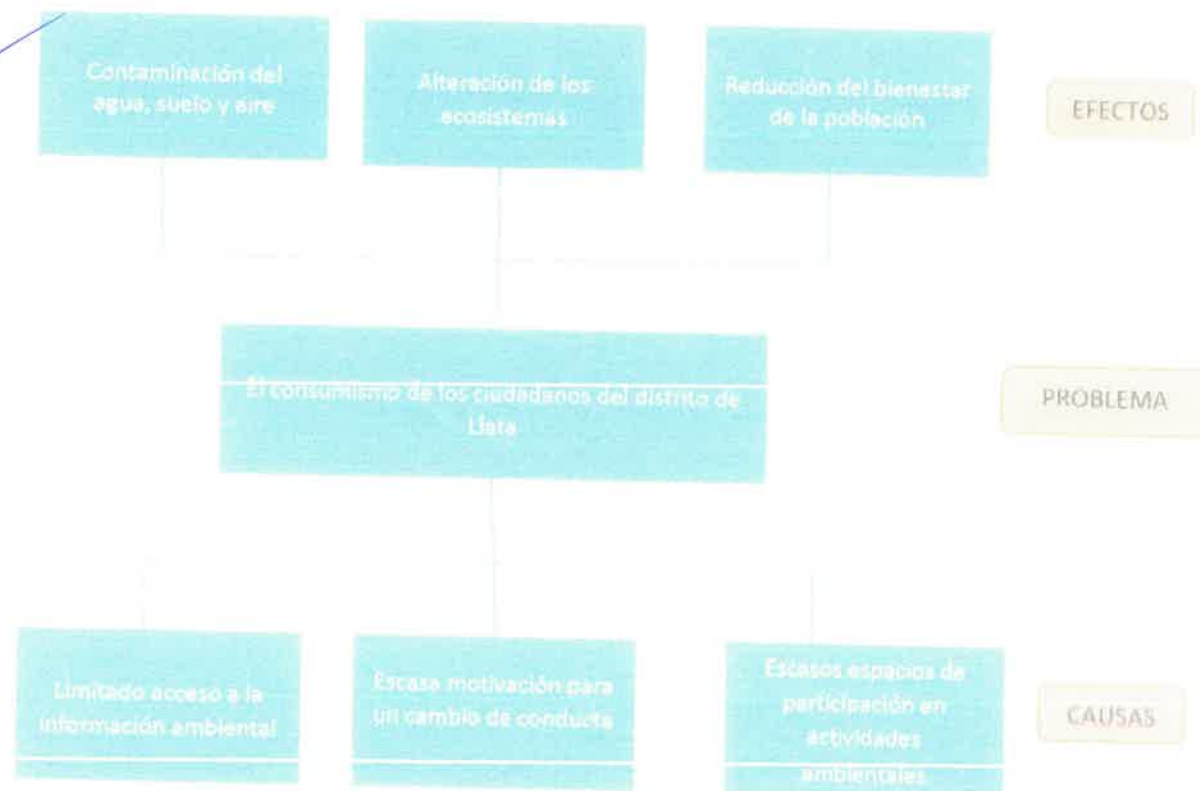 Contaminación del
agua, suelo y aire
Alteración de los
ecosistemas
Reducción del bienestar
de la población
EFECTOS
El consumismo de los ciudadanos del distrito de
Llata
PROBLEMA
Limitado acceso a la
información ambiental
Escasa motivación para
un cambio de conducta
Escasos espacios de
participación en
actividades
ambientales
CAUSAS